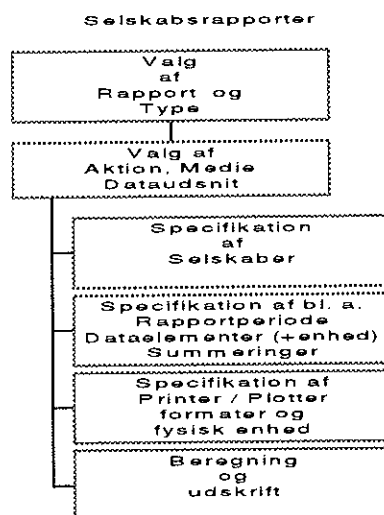 Selskabsrapporter
Valg
af
Rapport og
Type
Valg af
Aktion, Medie
Dataudsnit
Specifikation
af
Selskaber
Specifikation af bl. a.
Rapportperiode
Dataelementer (+enhed)
Summeringer
Specifikation af
Printer / Plotter
formater og
fysisk enhed
Beregning
og
udskrift